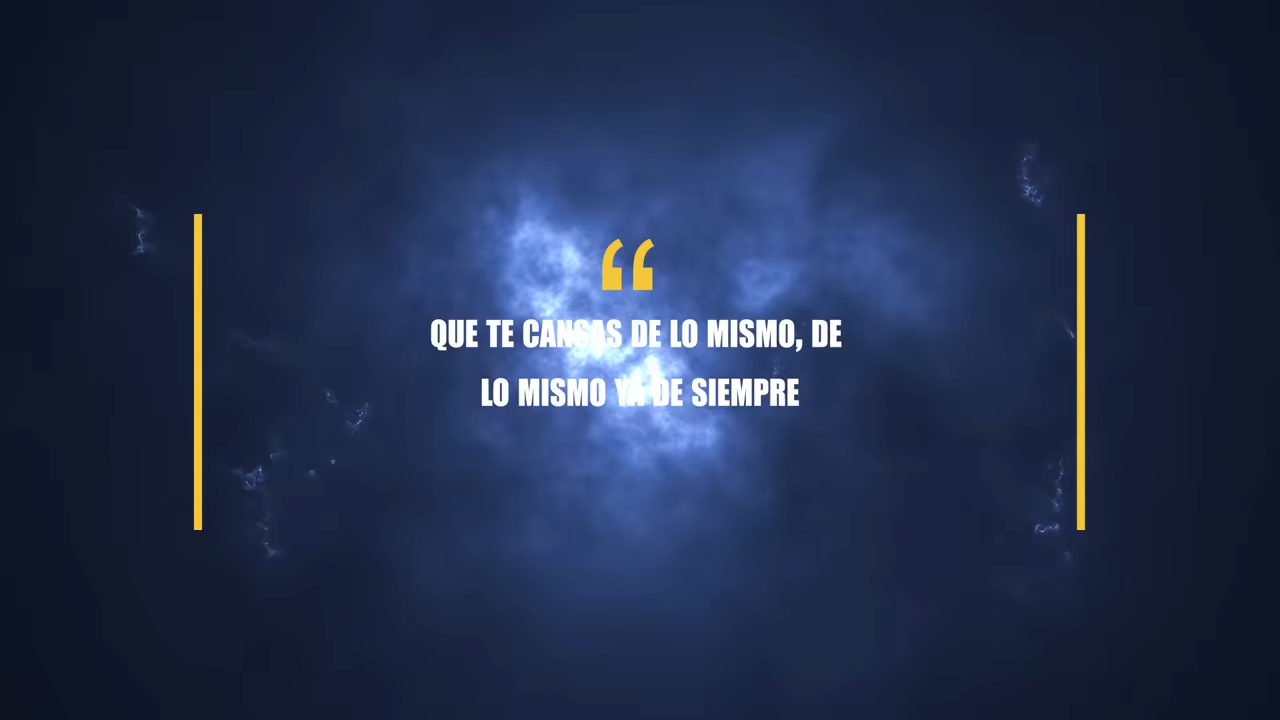 “
QUE TE CANSAS DE LO MISMO, DE
LO MISMO YA DE SIEMPRE